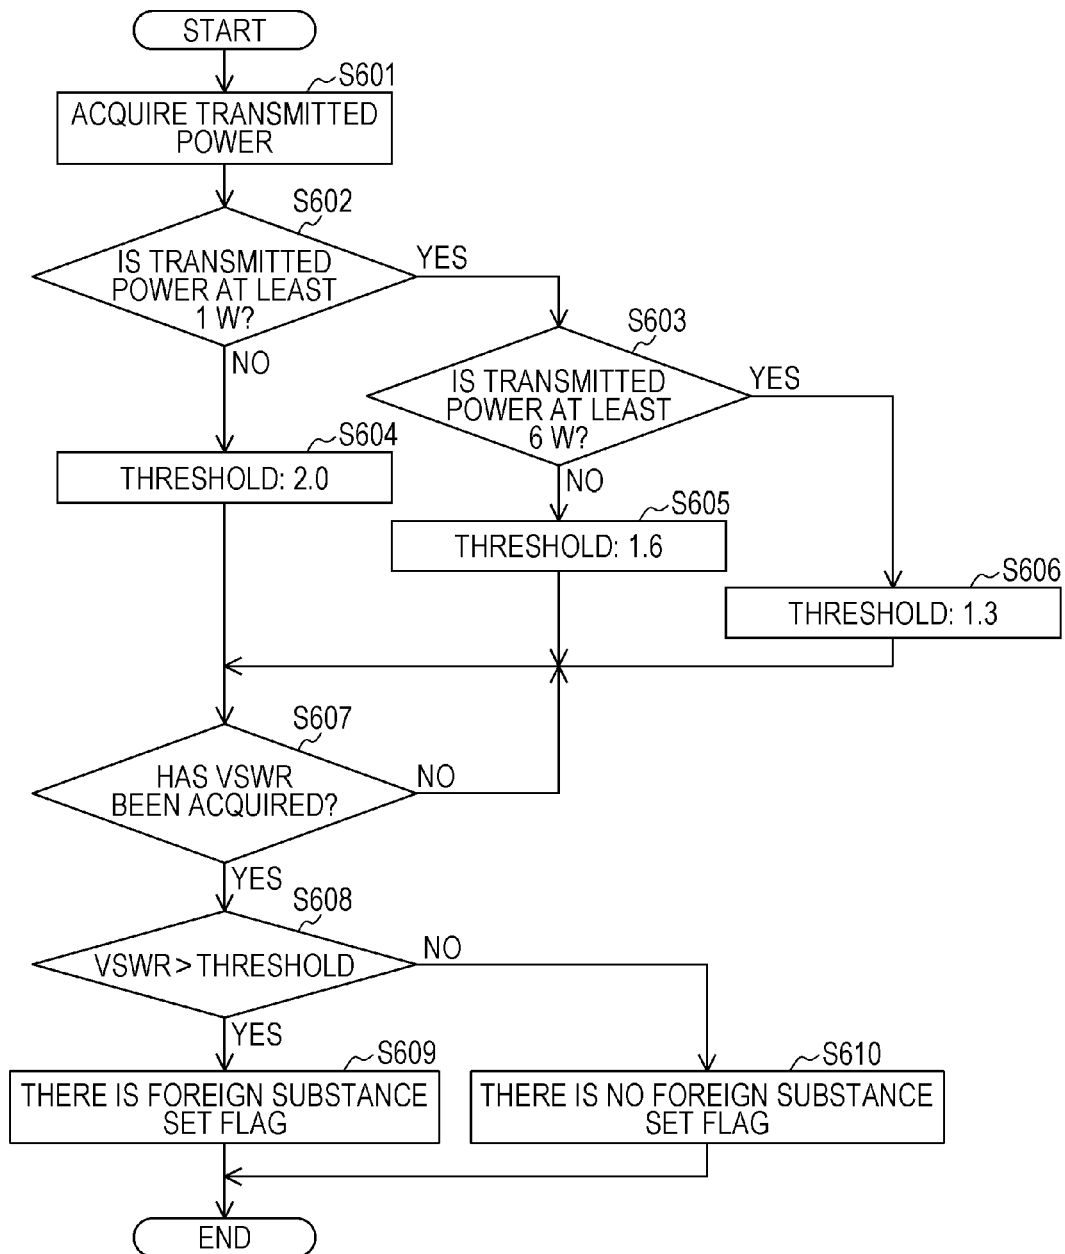 START
S601
ACQUIRE TRANSMITTED
POWER
S602
IS TRANSMITTED
POWER AT LEAST
1 W?
YES
NO
S603
IS TRANSMITTED
POWER AT LEAST
6 W?
YES
NO
S604
THRESHOLD: 2.0
S605
THRESHOLD: 1.6
S606
THRESHOLD: 1.3
S607
HAS VSWR
BEEN ACQUIRED?
NO
YES
S608
VSWR > THRESHOLD
NO
YES
S609
THERE IS FOREIGN SUBSTANCE
SET FLAG
S610
THERE IS NO FOREIGN SUBSTANCE
SET FLAG
END